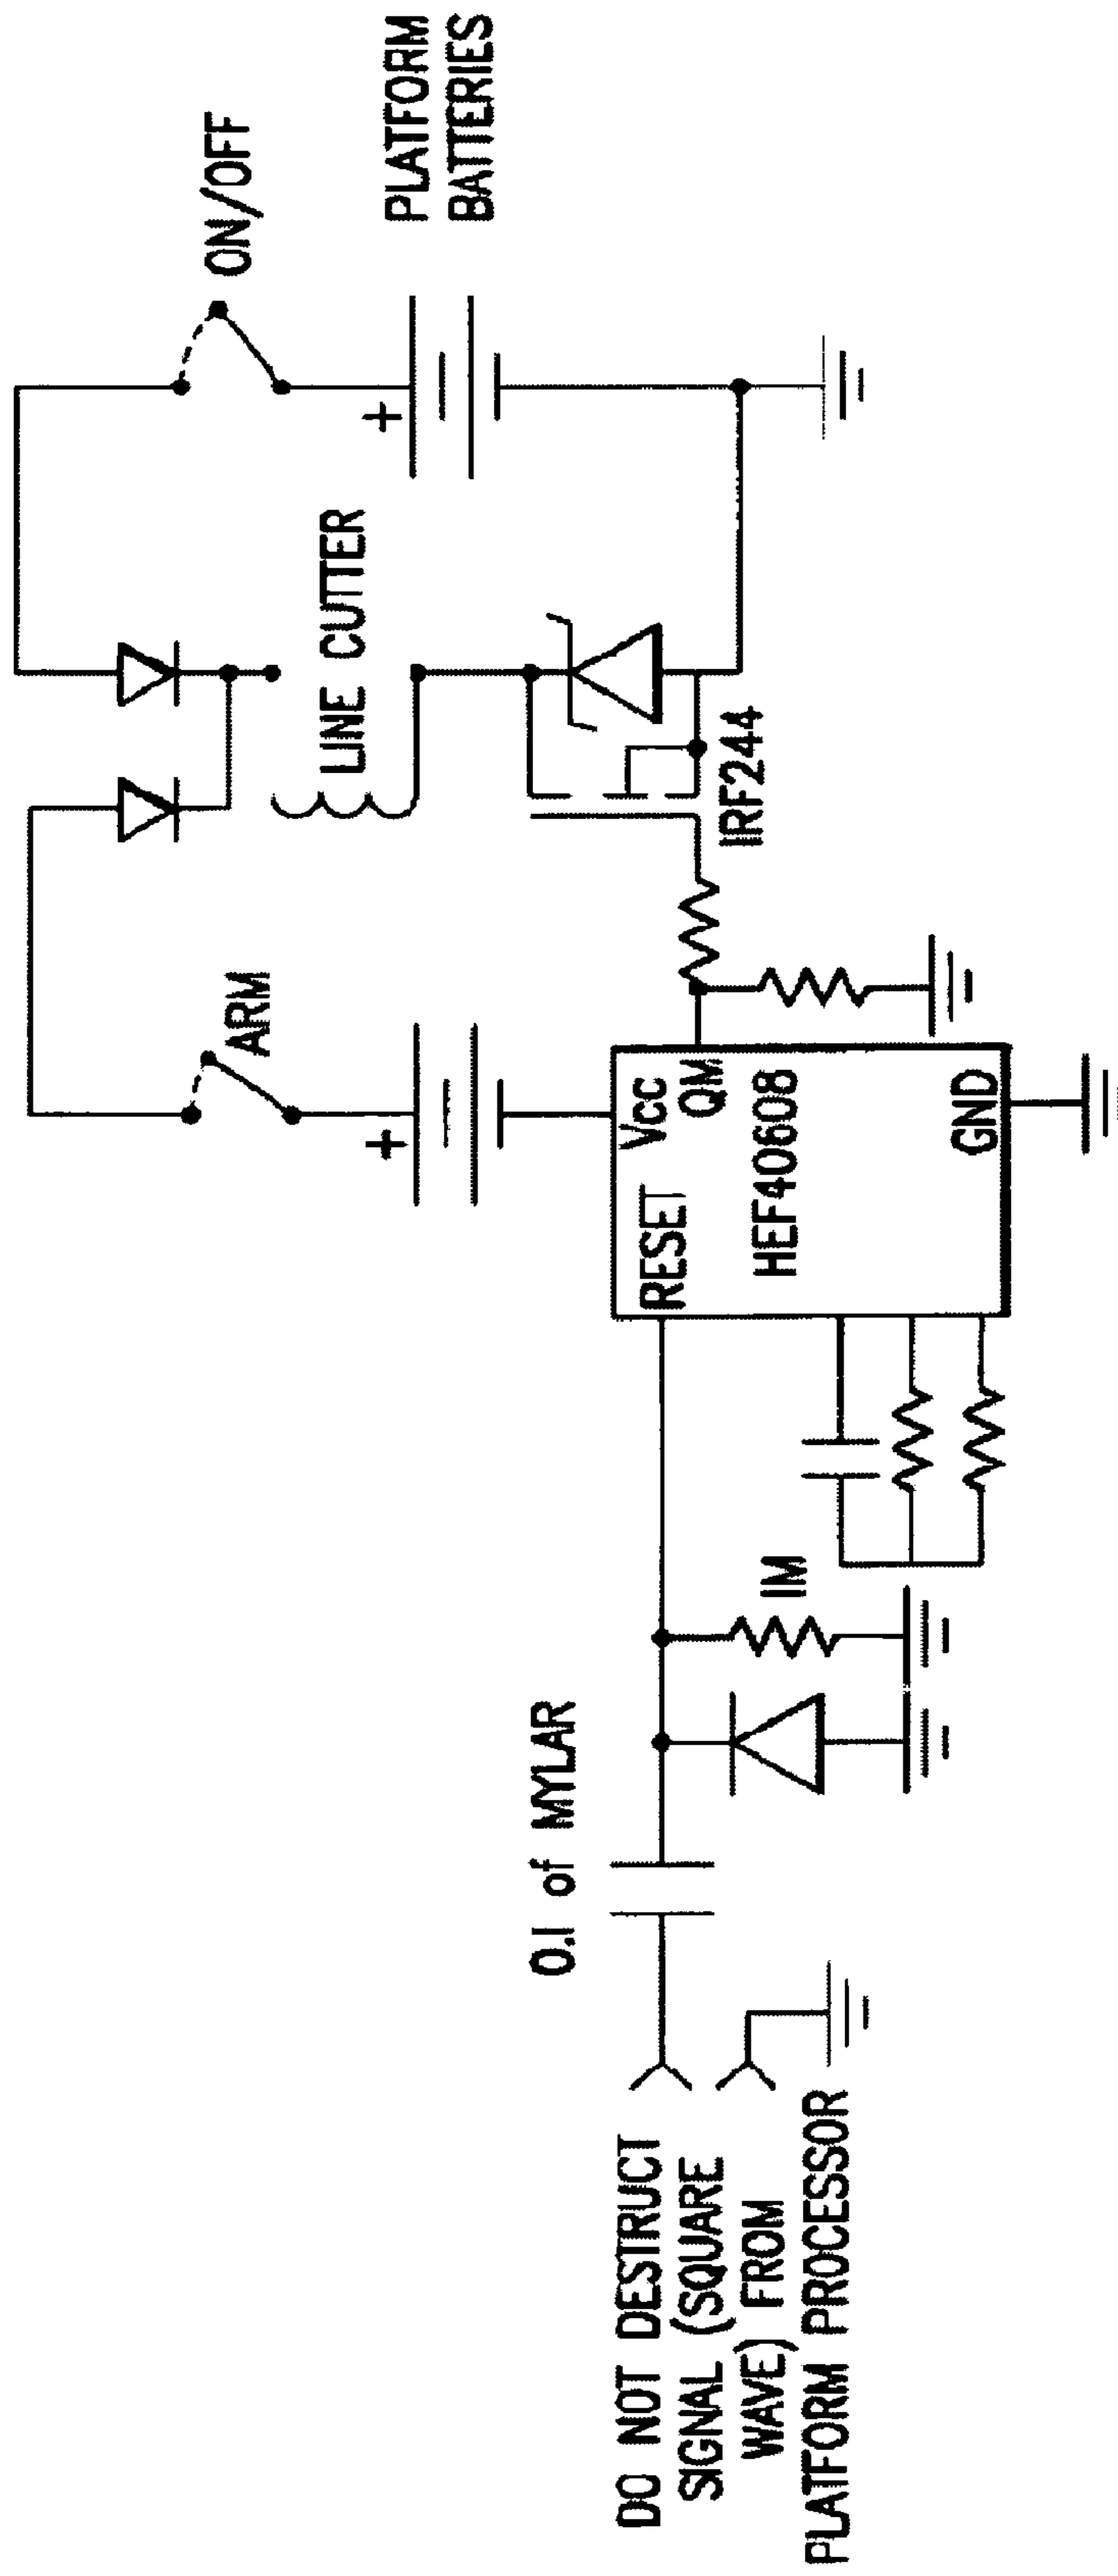 ON/OFF
PLATFORM
BATTERIES
+
LINE CUTTER
ARM
+
IRF244
Vcc
QM
RESET
HEF40608
GND
1M
0.1 of MYLAR
DO NOT DESTRUCT
SIGNAL (SQUARE
WAVE) FROM
PLATFORM PROCESSOR